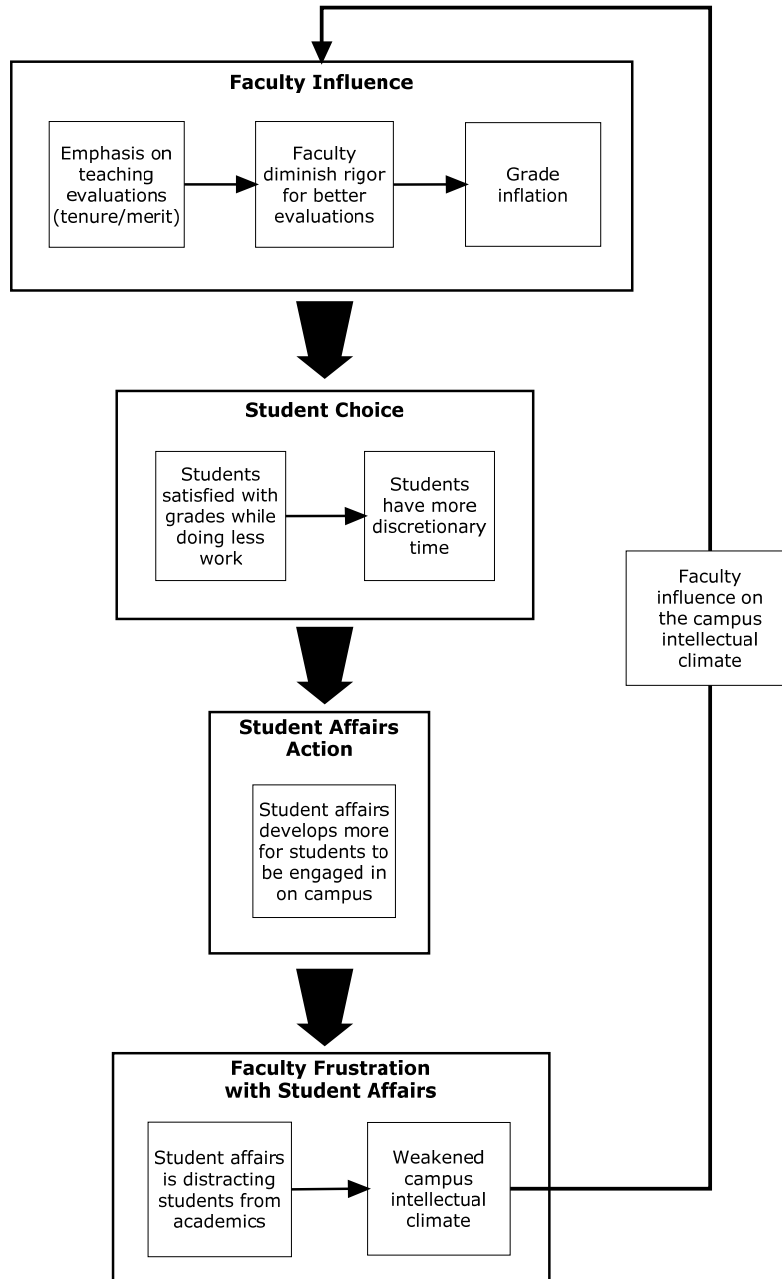 Faculty Influence
Emphasis on
teaching
evaluations
(tenure/merit)
Faculty
diminish rigor
for better
evaluations
Grade
inflation
Student Choice
Students
satisfied with
grades while
doing less
work
Students
have more
discretionary
time
Faculty
influence on
the campus
intellectual
climate
Student Affairs
Action
Student affairs
develops more
for students to
be engaged in
on campus
Faculty Frustration
with Student Affairs
Student affairs
is distracting
students from
academics
Weakened
campus
intellectual
climate